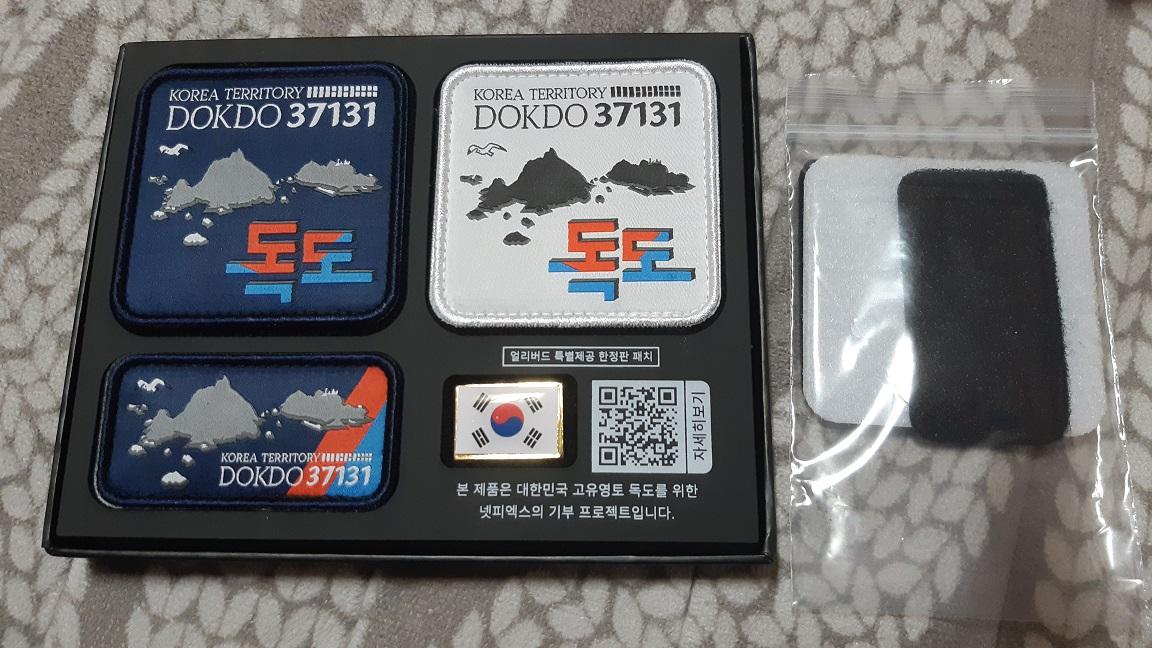 KOREA TERRITORY
DOKDO 37131
독도
KOREA TERRITORY
DOKDO 37131
독도
KOREA TERRITORY
DOKDO 37131
얼리버드 특별제공 한정판 패치
자세히보기
본 제품은 대한민국 고유영토 독도를 위한
넷피엑스의 기부 프로젝트입니다.